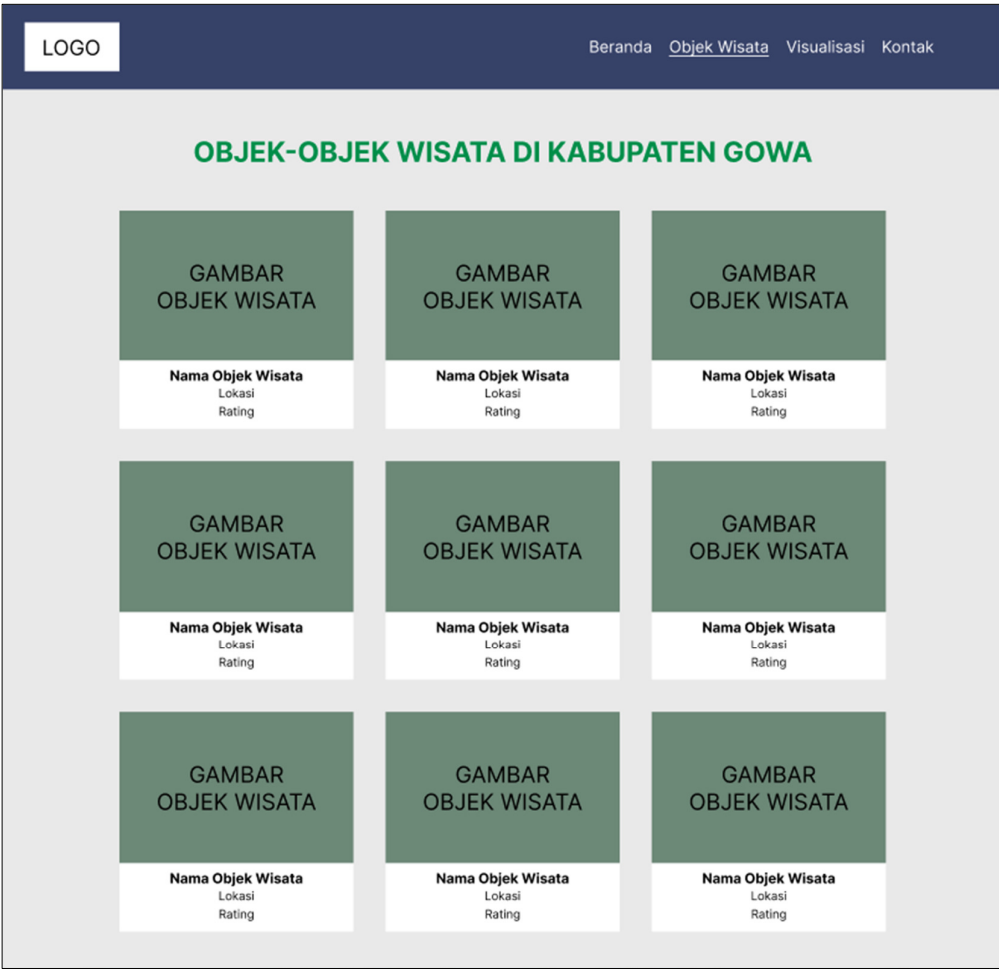 LOGO
Beranda Objek Wisata Visualisasi Kontak
OBJEK-OBJEK WISATA DI KABUPATEN GOWA
GAMBAR
OBJEK WISATA
Nama Objek Wisata
Lokasi
Rating
GAMBAR
OBJEK WISATA
Nama Objek Wisata
Lokasi
Rating
GAMBAR
OBJEK WISATA
Nama Objek Wisata
Lokasi
Rating
GAMBAR
OBJEK WISATA
Nama Objek Wisata
Lokasi
Rating
GAMBAR
OBJEK WISATA
Nama Objek Wisata
Lokasi
Rating
GAMBAR
OBJEK WISATA
Nama Objek Wisata
Lokasi
Rating
GAMBAR
OBJEK WISATA
Nama Objek Wisata
Lokasi
Rating
GAMBAR
OBJEK WISATA
Nama Objek Wisata
Lokasi
Rating
GAMBAR
OBJEK WISATA
Nama Objek Wisata
Lokasi
Rating